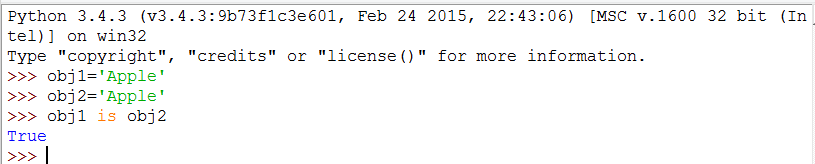 Python 3.4.3 (v3.4.3:9b73f1c3e601, Feb 24 2015, 22:43:06) [MSC v.1600 32 bit (In
tel)] on win32
Type "copyright", "credits" or "license()" for more information.
>>> obj1='Apple'
>>> obj2='Apple'
>>> obj1 is obj2
True
>>>